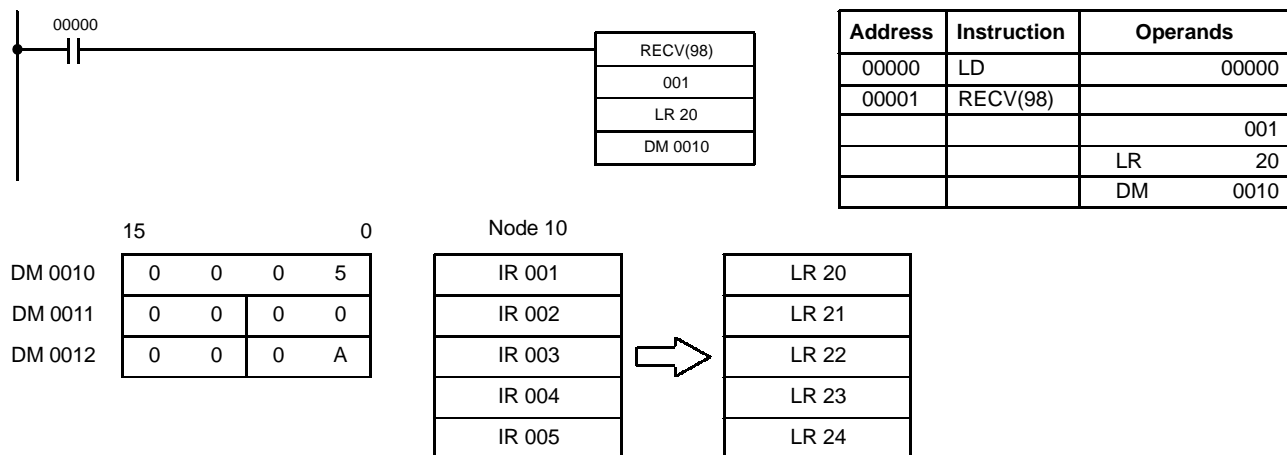 00000
RECV(98)
001
LR 20
DM 0010
Address Instruction Operands
00000 LD 00000
00001 RECV(98)
001
LR 20
DM 0010
15 0
DM 0010 0 0 0 5
DM 0011 0 0 0 0
DM 0012 0 0 0 A
Node 10
IR 001
IR 002
IR 003
IR 004
IR 005
LR 20
LR 21
LR 22
LR 23
LR 24